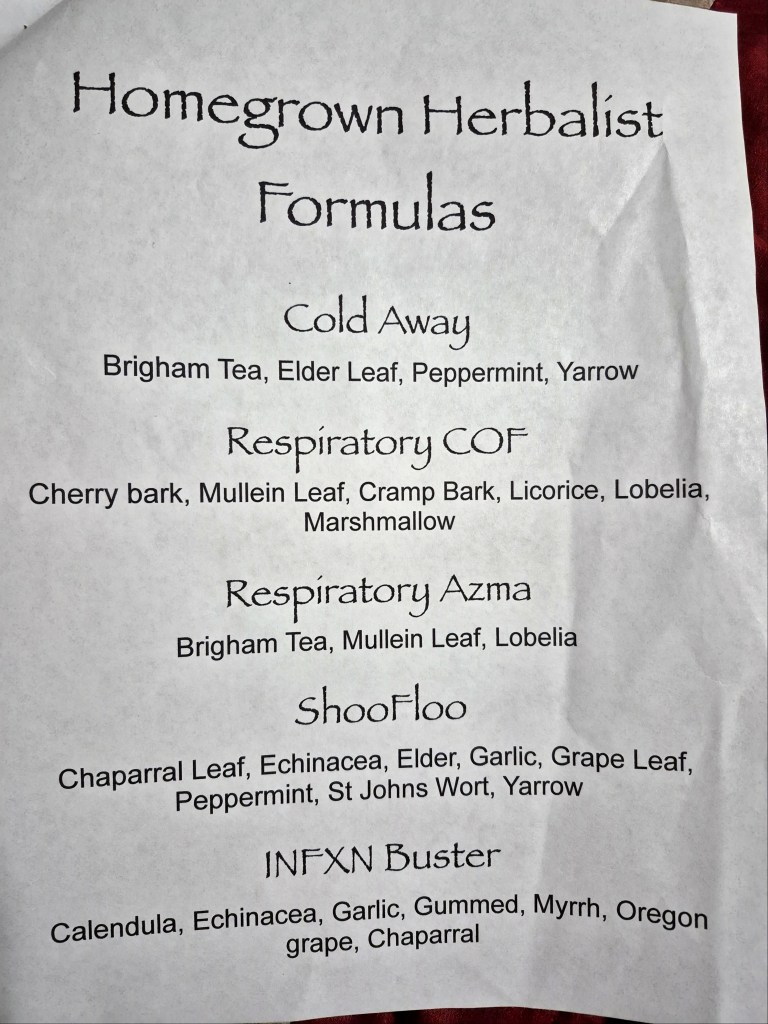 Homegrown Herbalist
Formulas
Cold Away
Brigham Tea, Elder Leaf, Peppermint, Yarrow
Respiratory COF
Cherry bark, Mullein Leaf, Cramp Bark, Licorice, Lobelia,
Marshmallow
Respiratory Azma
Brigham Tea, Mullein Leaf, Lobelia
ShooFloo
Chaparral Leaf, Echinacea, Elder, Garlic, Grape Leaf,
Peppermint, St Johns Wort, Yarrow
INFXN Buster
Calendula, Echinacea, Garlic, Gummed, Myrrh, Oregon
grape, Chaparral